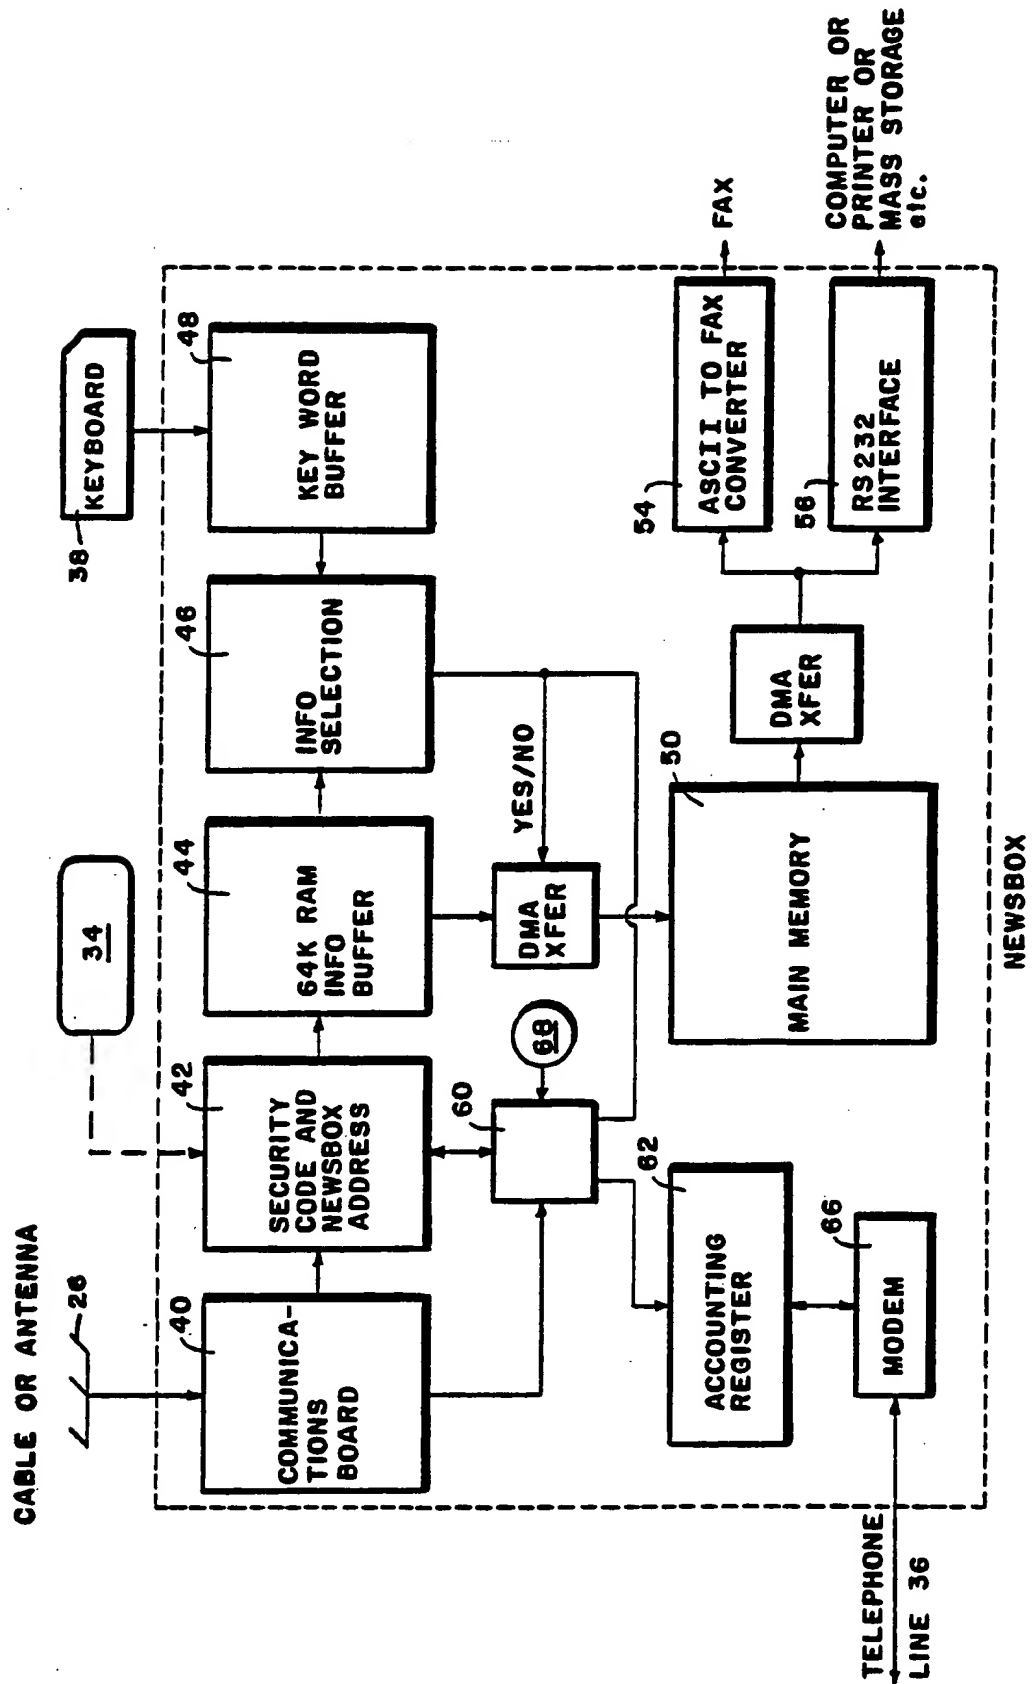 CABLE OR ANTENNA
26
34
38
KEYBOARD
40
COMMUNICA-
TIONS
BOARD
42
SECURITY
CODE AND
NEWSBOX
ADDRESS
44
64K RAM
INFO
BUFFER
46
INFO
SELECTION
48
KEY WORD
BUFFER
60
68
DMA
XFER
YES/NO
62
ACCOUNTING
REGISTER
50
MAIN MEMORY
DMA
XFER
54
ASCII TO FAX
CONVERTER
FAX
66
MODEM
56
RS232
INTERFACE
COMPUTER OR
PRINTER OR
MASS STORAGE
etc.
TELEPHONE
LINE 36
NEWSBOX